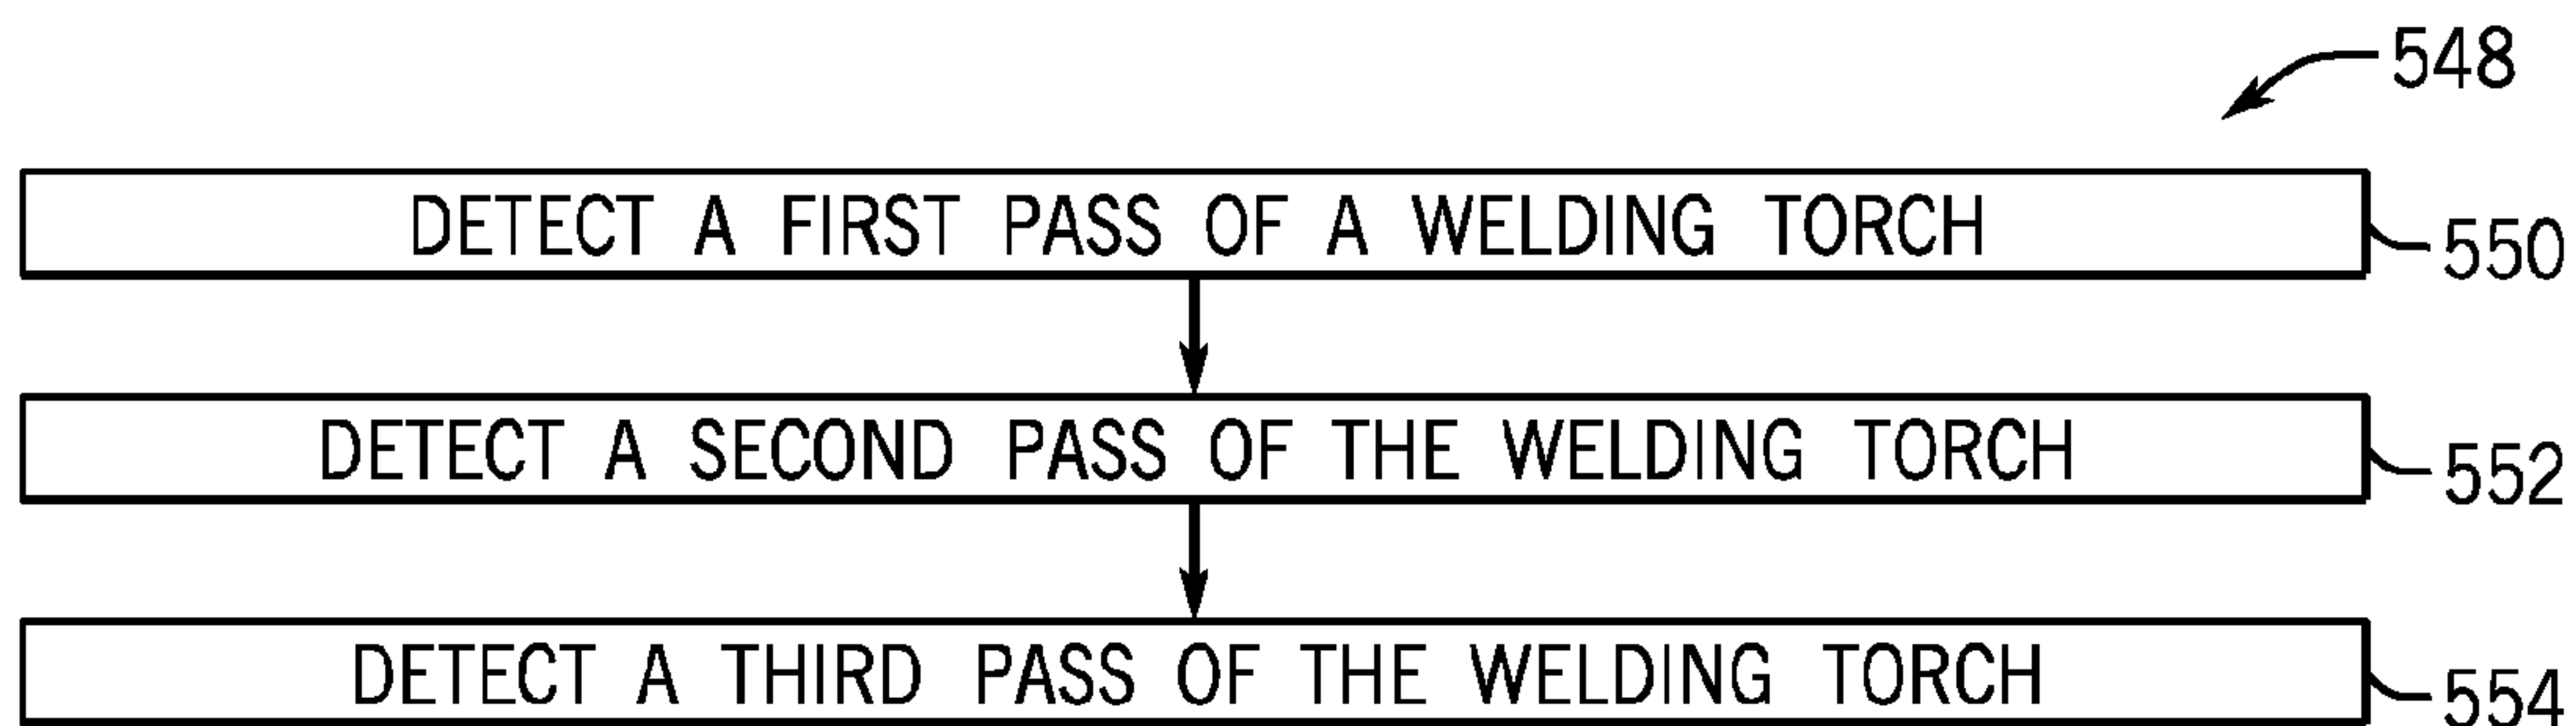 548
DETECT A FIRST PASS OF A WELDING TORCH
550
DETECT A SECOND PASS OF THE WELDING TORCH
552
DETECT A THIRD PASS OF THE WELDING TORCH
554